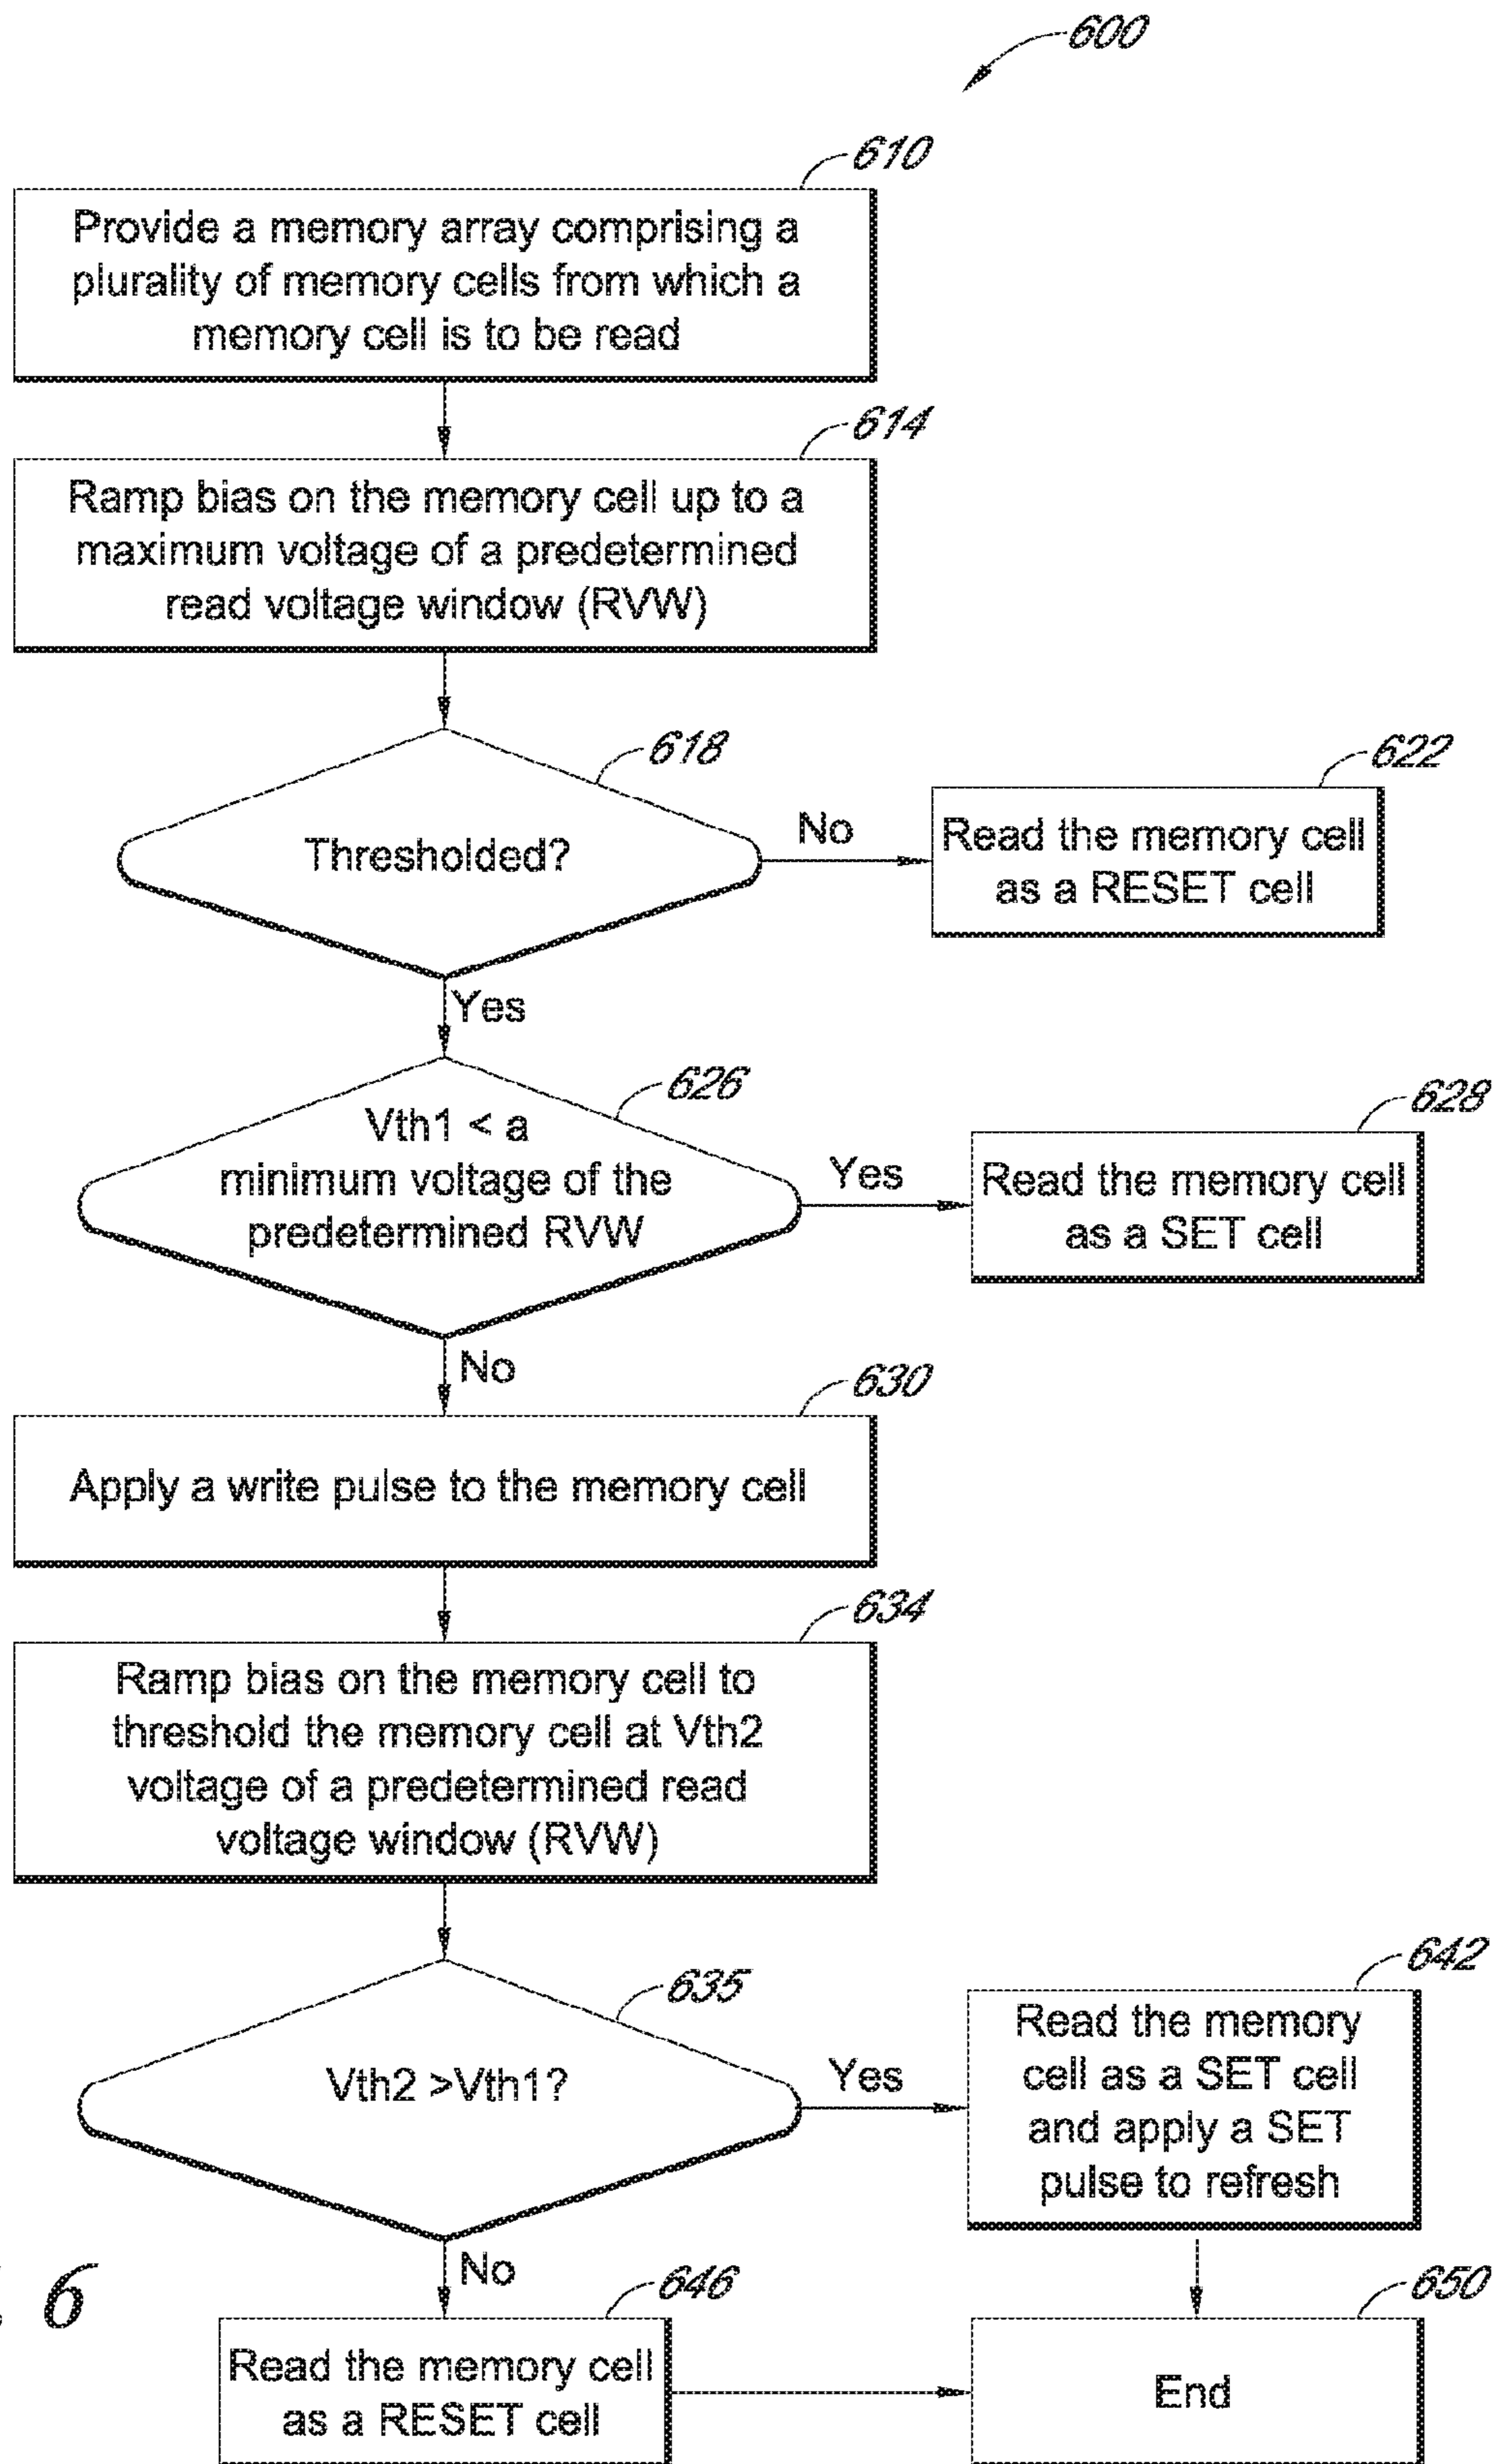 600
610
Provide a memory array comprising a
plurality of memory cells from which a
memory cell is to be read
614
Ramp bias on the memory cell up to a
maximum voltage of a predetermined
read voltage window (RVW)
618
Thresholded?
No
622
Read the memory cell
as a RESET cell
Yes
626
Vth1 < a
minimum voltage of the
predetermined RVW
Yes
628
Read the memory cell
as a SET cell
No
630
Apply a write pulse to the memory cell
634
Ramp bias on the memory cell to
threshold the memory cell at Vth2
voltage of a predetermined read
voltage window (RVW)
635
Vth2 >Vth1?
Yes
642
Read the memory
cell as a SET cell
and apply a SET
pulse to refresh
No
6
646
Read the memory cell
as a RESET cell
650
End